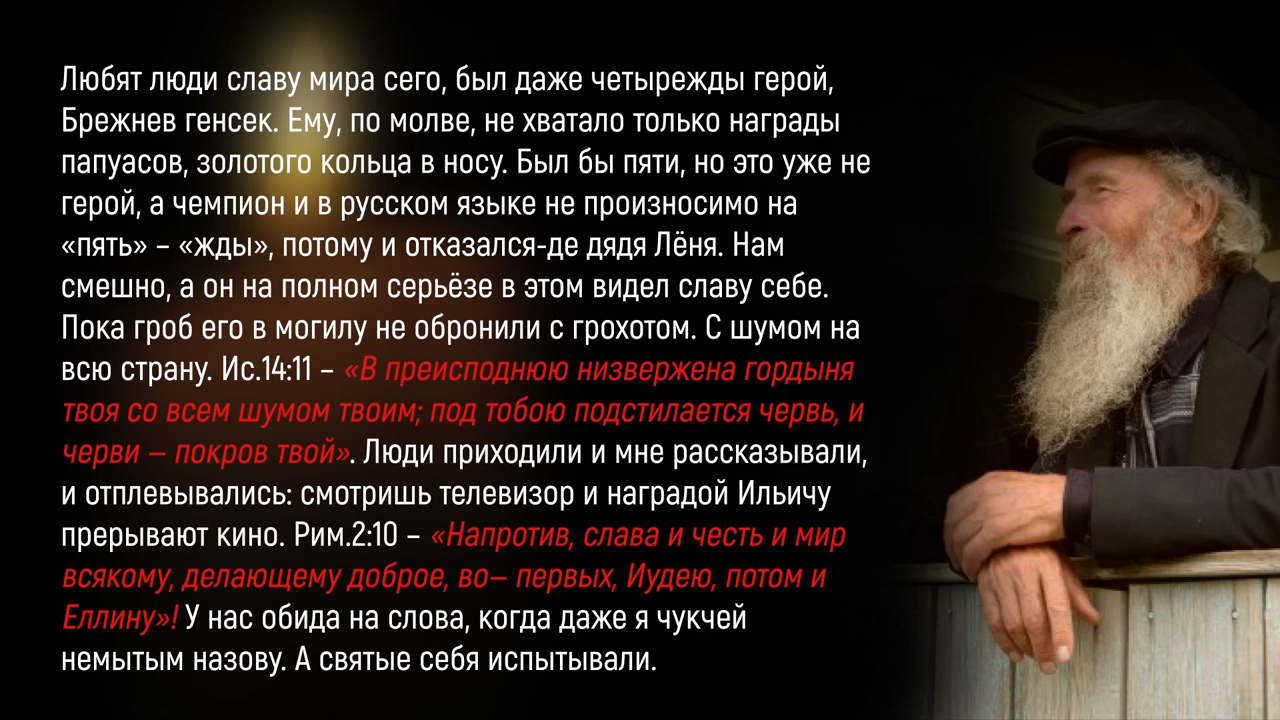 Любят люди славу мира сего, был даже четырежды герой,
Брежнев генсек. Ему, по молве, не хватало только награды
папуасов, золотого кольца в носу. Был бы пяти, но это уже не
герой, а чемпион и в русском языке не произносимо на
«пять» – «жды», потому и отказался-де дядя Лёня. Нам
смешно, а он на полном серьёзе в этом видел славу себе.
Пока гроб его в могилу не обронили с грохотом. С шумом на
всю страну. Ис.14:11 – «В преисподнюю низвержена гордыня
твоя со всем шумом твоим; под тобою подстилается червь, и
черви – покров твой». Люди приходили и мне рассказывали,
и отплевывались: смотришь телевизор и наградой Ильичу
прерывают кино. Рим.2:10 – «Напротив, слава и честь и мир
всякому, делающему доброе, во– первых, Иудею, потом и
Еллину»! У нас обида на слова, когда даже я чукчей
немытым назову. А святые себя испытывали.